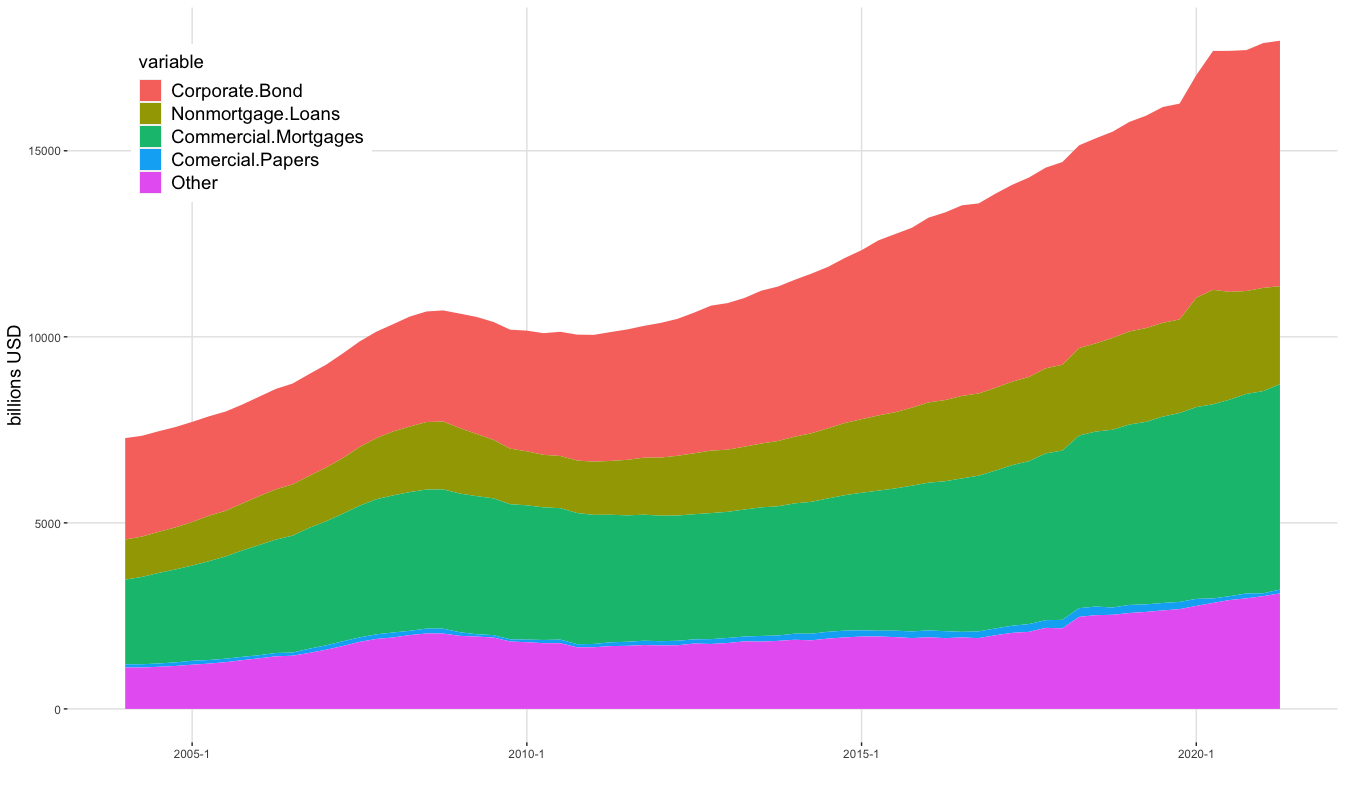 variable
Corporate.Bond
Nonmortgage.Loans
Commercial.Mortgages
Comercial.Papers
Other
billions USD
15000
10000
5000
0
2005-1
2010-1
2015-1
2020-1